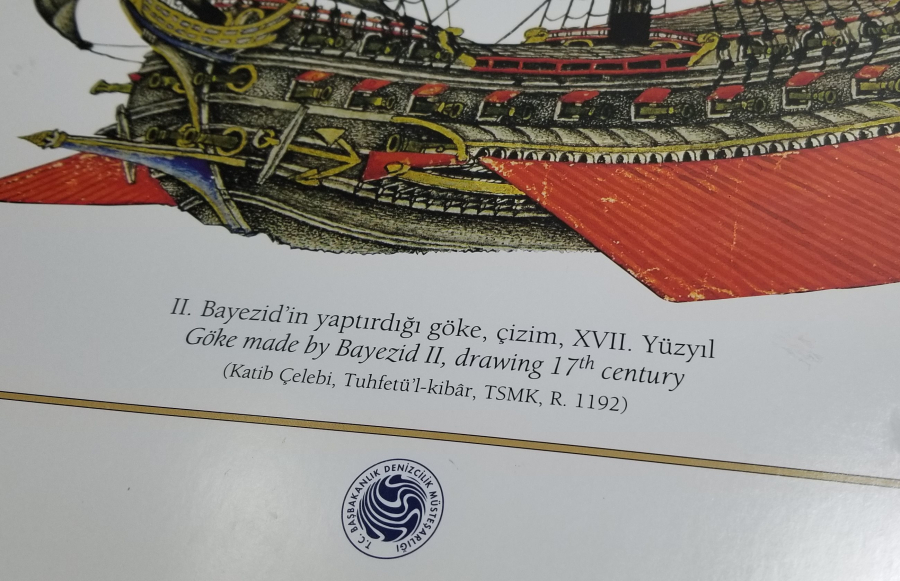 II. Bayezid'in yaptırdığı göke, çizim, XVII. Yüzyıl
Göke made by Bayezid II, drawing 17th century
(Katib Çelebi, Tuhfetü'l-kibâr, TSMK, R. 1192)
T.C. BAŞBAKANLIK DENİZCİLİK MÜSTEŞARLIĞI